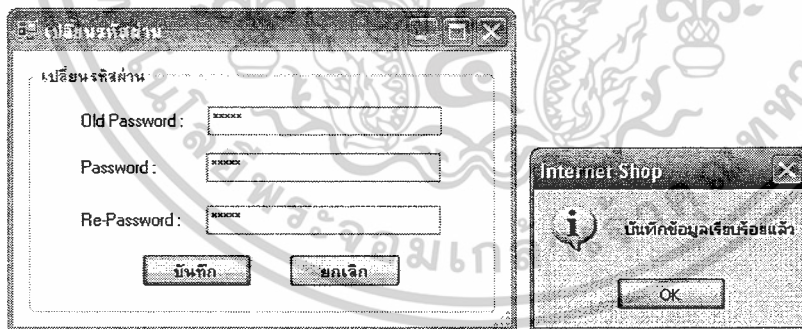 เปลี่ยนรหัสผ่าน
เปลี่ยนรหัสผ่าน
Old Password : xxxxx
Password : xxxxx
Re-Password : xxxxx
บันทึก ยกเลิก
Internet Shop
บันทึกข้อมูลเรียบร้อยแล้ว
OK